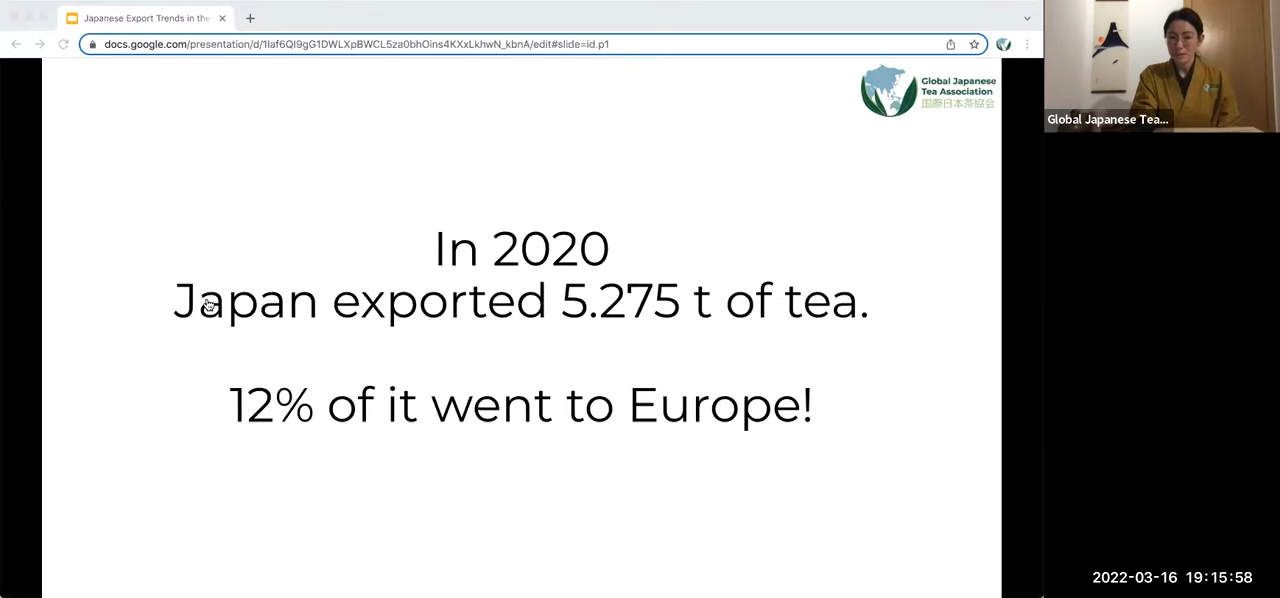 Japanese Export Trends in the
docs.google.com/presentation/d/1Iaf6QI9gG1DWLXpBWCL5za0bhOins4KXxLkhwN_kbnA/edit#slide=id.p1
Global Japanese
Tea Association
国際日本茶協会
Global Japanese Tea...
In 2020
Japan exported 5.275 t of tea.
12% of it went to Europe!
2022-03-16 19:15:58